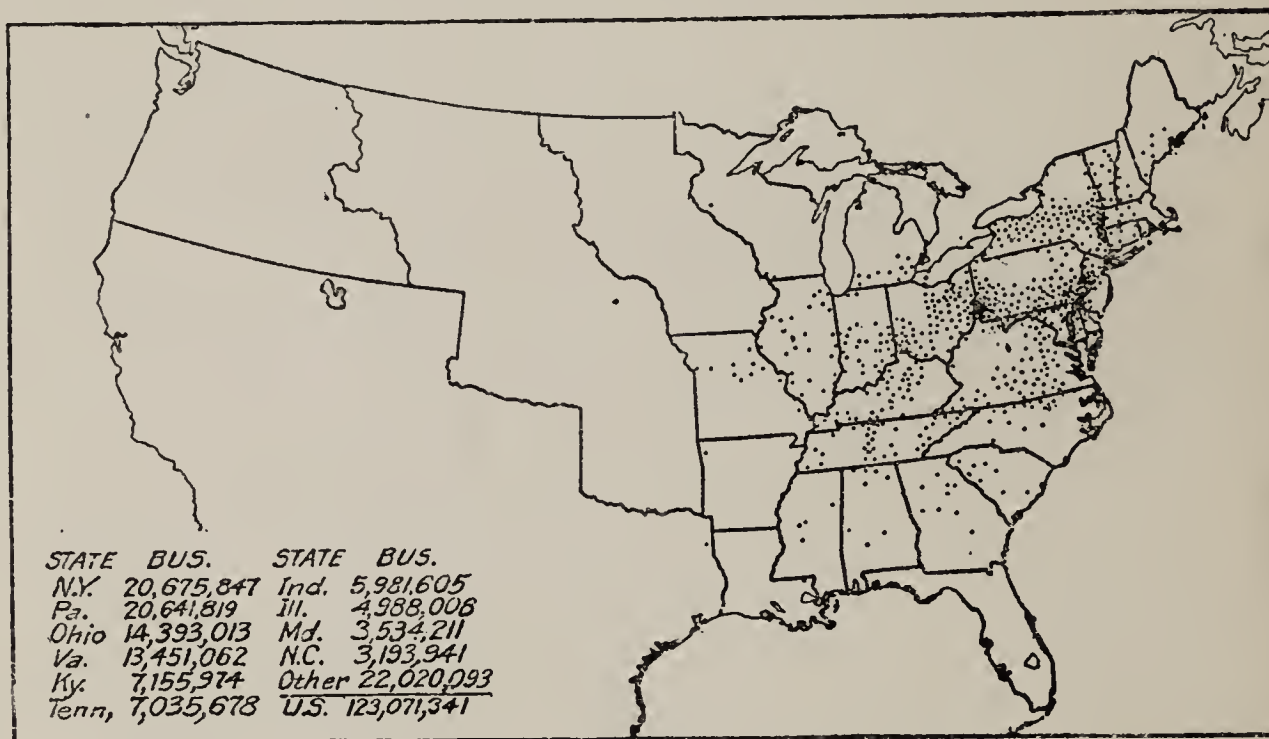 STATE BUS. STATE BUS.
N.Y. 20,675,847 Ind. 5,981,605
Pa. 20,641,819 Ill. 4,988,008
Ohio 14,393,013 Md. 3,534,211
Va. 13,451,062 N.C. 3,193,941
Ky. 7,155,974 Other 22,020,093
Tenn, 7,035,678 U.S. 123,071,341